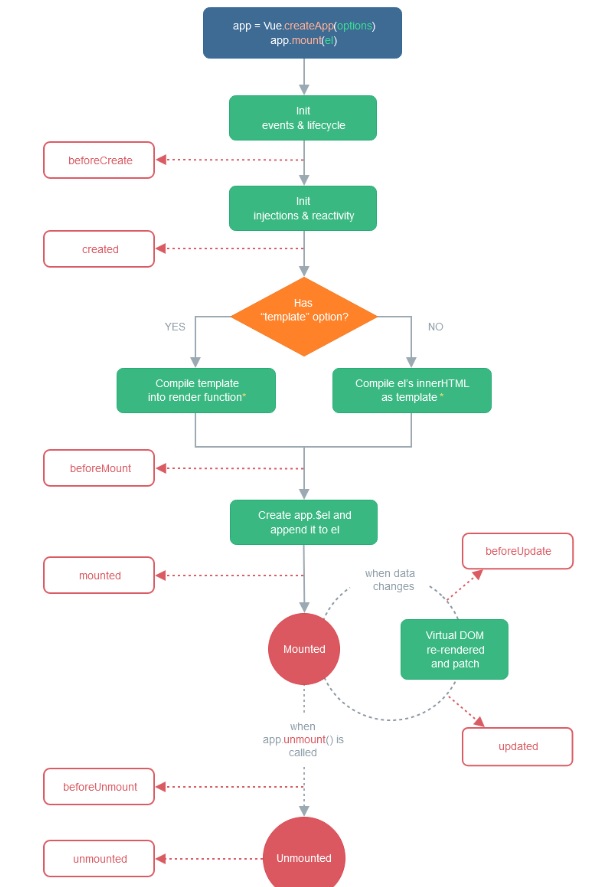 app = Vue.createApp(options)
app.mount(el)
Init
events & lifecycle
beforeCreate
Init
injections & reactivity
created
Has
“template” option?
YES
NO
Compile template
into render function*
Compile el's innerHTML
as template *
beforeMount
Create app.$el and
append it to el
beforeUpdate
mounted
when data
changes
Mounted
Virtual DOM
re-rendered
and patch
updated
when
app.unmount() is
called
beforeUnmount
unmounted
Unmounted